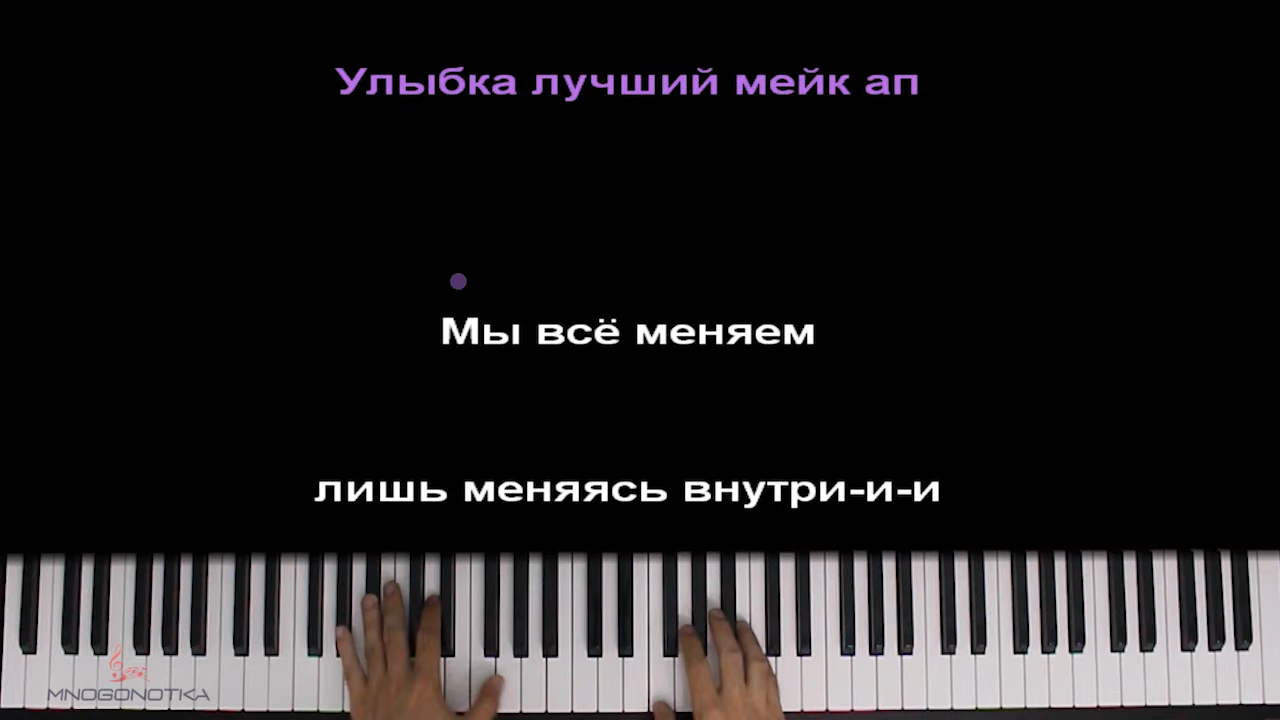 Улыбка лучший мейк ап
Мы всё меняем
лишь меняясь внутри-и-и
MNOGONOTKA